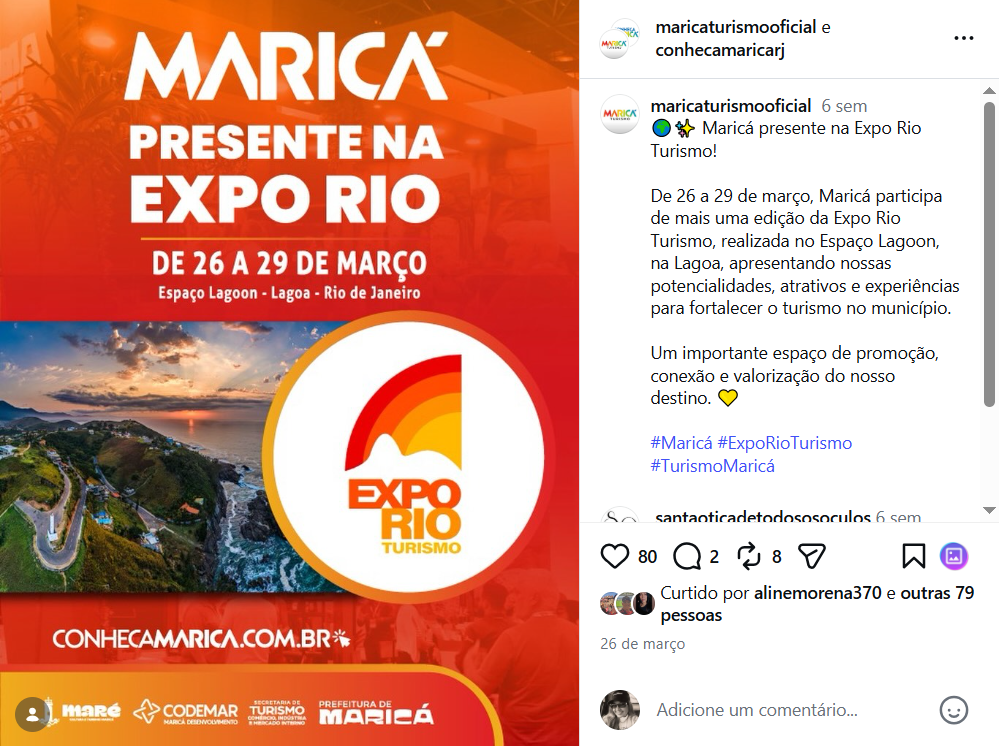 MARICÁ
PRESENTE NA
EXPO RIO
DE 26 A 29 DE MARÇO
Espaço Lagoon - Lagoa - Rio de Janeiro
EXPO
RIO
TURISMO
CONHECAMARICA.COM.BR
maré
CODEMAR
MARICÁ DESENVOLVIMENTO
SECRETARIA DE
TURISMO
COMÉRCIO, INDÚSTRIA
E MERCADO INTERNO
PREFEITURA DE
MARICÁ
maricaturismooficial e
conhecamaricarj
maricaturismooficial 6 sem
Maricá presente na Expo Rio
Turismo!
De 26 a 29 de março, Maricá participa
de mais uma edição da Expo Rio
Turismo, realizada no Espaço Lagoon,
na Lagoa, apresentando nossas
potencialidades, atrativos e experiências
para fortalecer o turismo no município.
Um importante espaço de promoção,
conexão e valorização do nosso
destino.
#Maricá #ExpoRioTurismo
#TurismoMaricá
santaoticadetodososoculos 6 sem
80 2 8
Curtido por alinemorena370 e outras 79
pessoas
26 de março
Adicione um comentário...